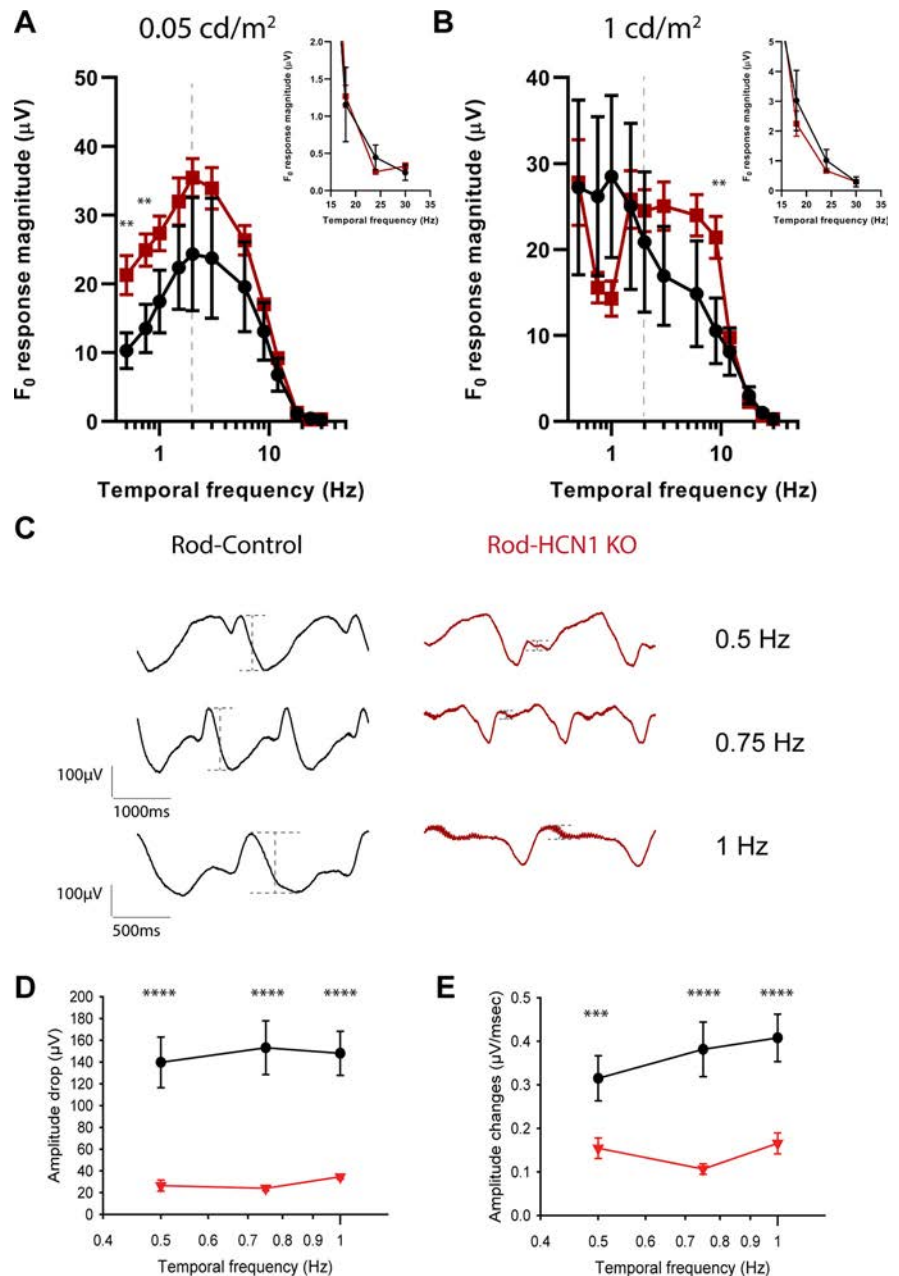 A
0.05 cd/m²
F₀ response magnitude (µV)
50
40
30
20
10
0
**
**
1
10
Temporal frequency (Hz)
F₀ response magnitude (µV)
2.0
1.5
1.0
0.5
0.0
15 20 25 30 35
Temporal frequency (Hz)
B
1 cd/m²
F₀ response magnitude (µV)
40
30
20
10
0
**
1
10
Temporal frequency (Hz)
F₀ response magnitude (µV)
5
4
3
2
1
0
15 20 25 30 35
Temporal frequency (Hz)
C
Rod-Control
Rod-HCN1 KO
0.5 Hz
0.75 Hz
100µV
1000ms
1 Hz
100µV
500ms
D
Amplitude drop (µV)
200
180
160
140
120
100
80
60
40
20
0
**** **** ****
0.4 0.5 0.6 0.7 0.8 0.9 1
Temporal frequency (Hz)
E
Amplitude changes (µV/msec)
0.5
0.4
0.3
0.2
0.1
0.0
*** **** ****
0.4 0.5 0.6 0.7 0.8 0.9 1
Temporal frequency (Hz)